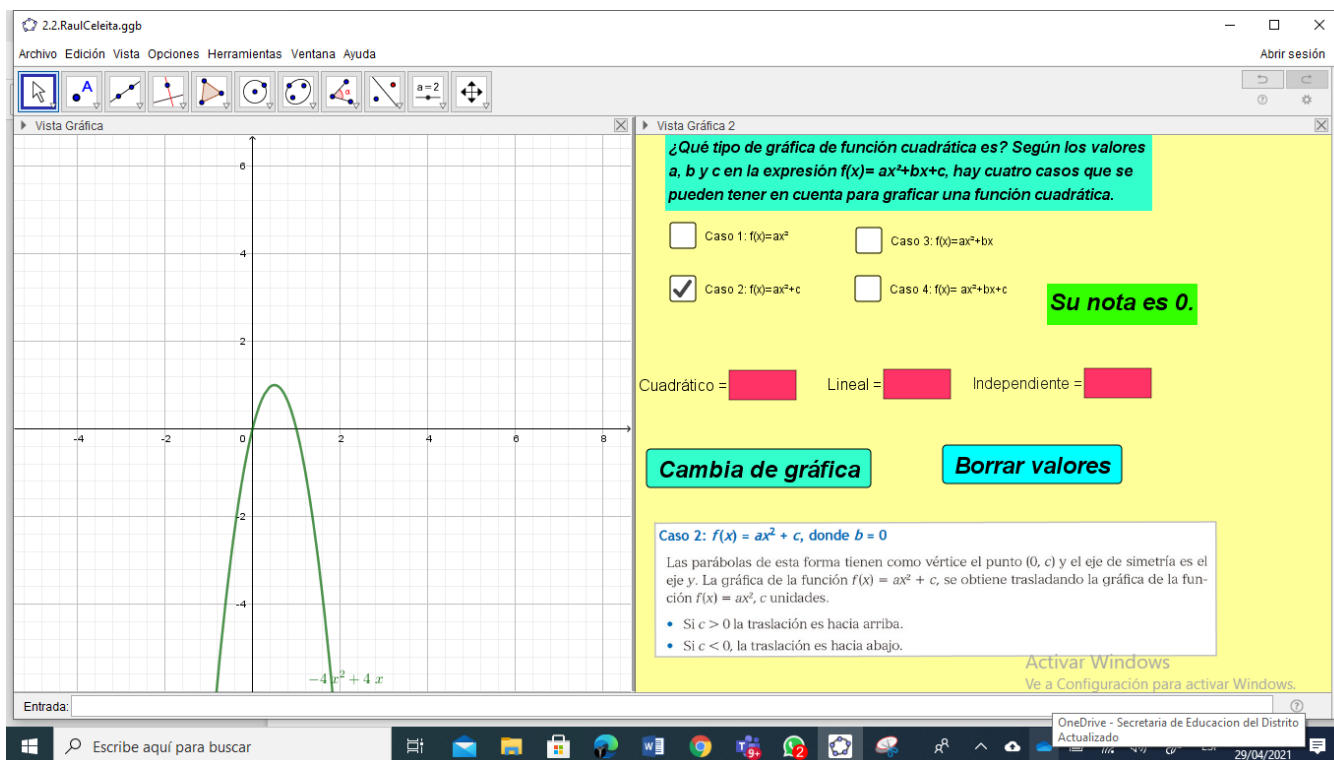 2.2.RaulCeleita.ggb
Archivo Edición Vista Opciones Herramientas Ventana Ayuda
Abrir sesión
A
α
a=2
Vista Gráfica
Vista Gráfica 2
6
4
2
-4
-2
0
2
4
6
8
-2
-4
−4 x² + 4 x
¿Qué tipo de gráfica de función cuadrática es? Según los valores
a, b y c en la expresión f(x)= ax²+bx+c, hay cuatro casos que se
pueden tener en cuenta para graficar una función cuadrática.
Caso 1: f(x)=ax²
Caso 3: f(x)=ax²+bx
Caso 2: f(x)=ax²+c
Caso 4: f(x)= ax²+bx+c
Su nota es 0.
Cuadrático =
Lineal =
Independiente =
Cambia de gráfica
Borrar valores
Caso 2: f(x) = ax² + c, donde b = 0
Las parábolas de esta forma tienen como vértice el punto (0, c) y el eje de simetría es el
eje y. La gráfica de la función f(x) = ax² + c, se obtiene trasladando la gráfica de la fun-
ción f(x) = ax², c unidades.
• Si c > 0 la traslación es hacia arriba.
• Si c < 0, la traslación es hacia abajo.
Activar Windows
Ve a Configuración para activar Windows.
Entrada:
OneDrive - Secretaria de Educacion del Distrito
Actualizado
Escribe aquí para buscar
9+
2
29/04/2021